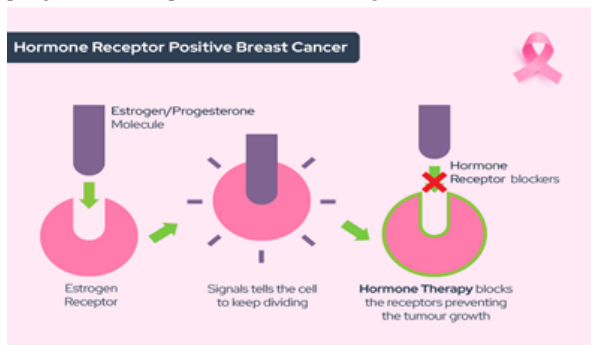 Hormone Receptor Positive Breast Cancer
Estrogen/Progesterone
Molecule
Estrogen
Receptor
Signals tells the cell
to keep dividing
Hormone
Receptor blockers
Hormone Therapy blocks
the receptors preventing
the tumour growth